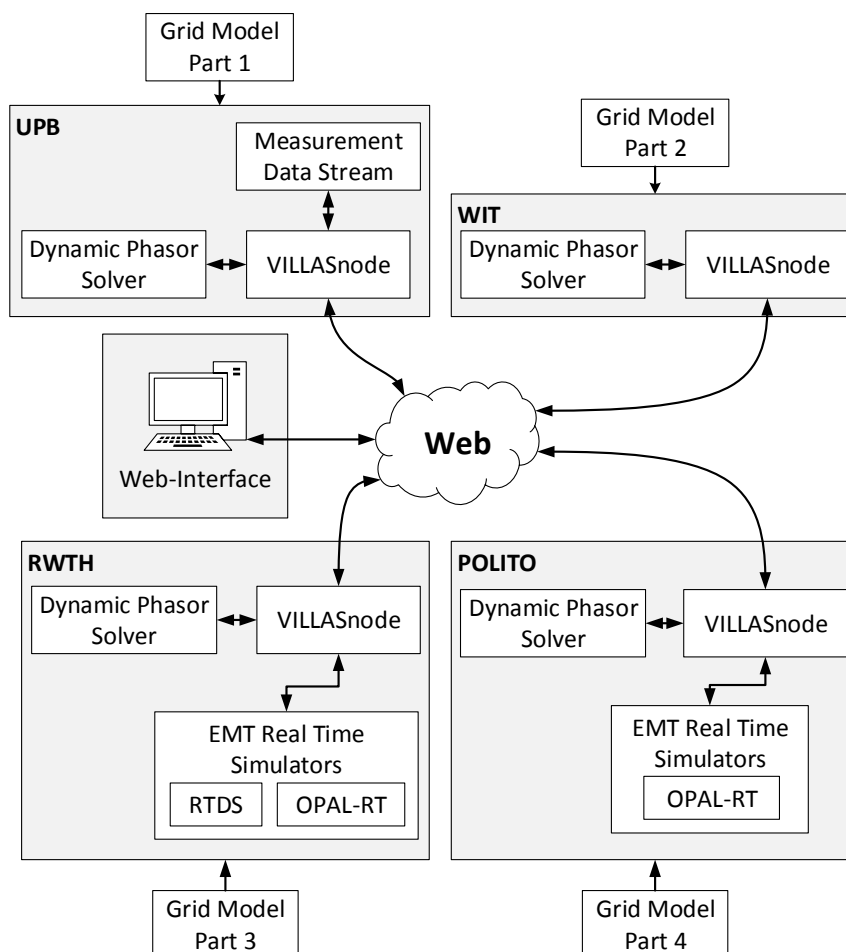 Grid Model
Part 1
UPB
Measurement
Data Stream
Dynamic Phasor
Solver
VILLASnode
Grid Model
Part 2
WIT
Dynamic Phasor
Solver
VILLASnode
Web-Interface
Web
RWTH
Dynamic Phasor
Solver
VILLASnode
EMT Real Time
Simulators
RTDS
OPAL-RT
Grid Model
Part 3
POLITO
Dynamic Phasor
Solver
VILLASnode
EMT Real Time
Simulators
OPAL-RT
Grid Model
Part 4